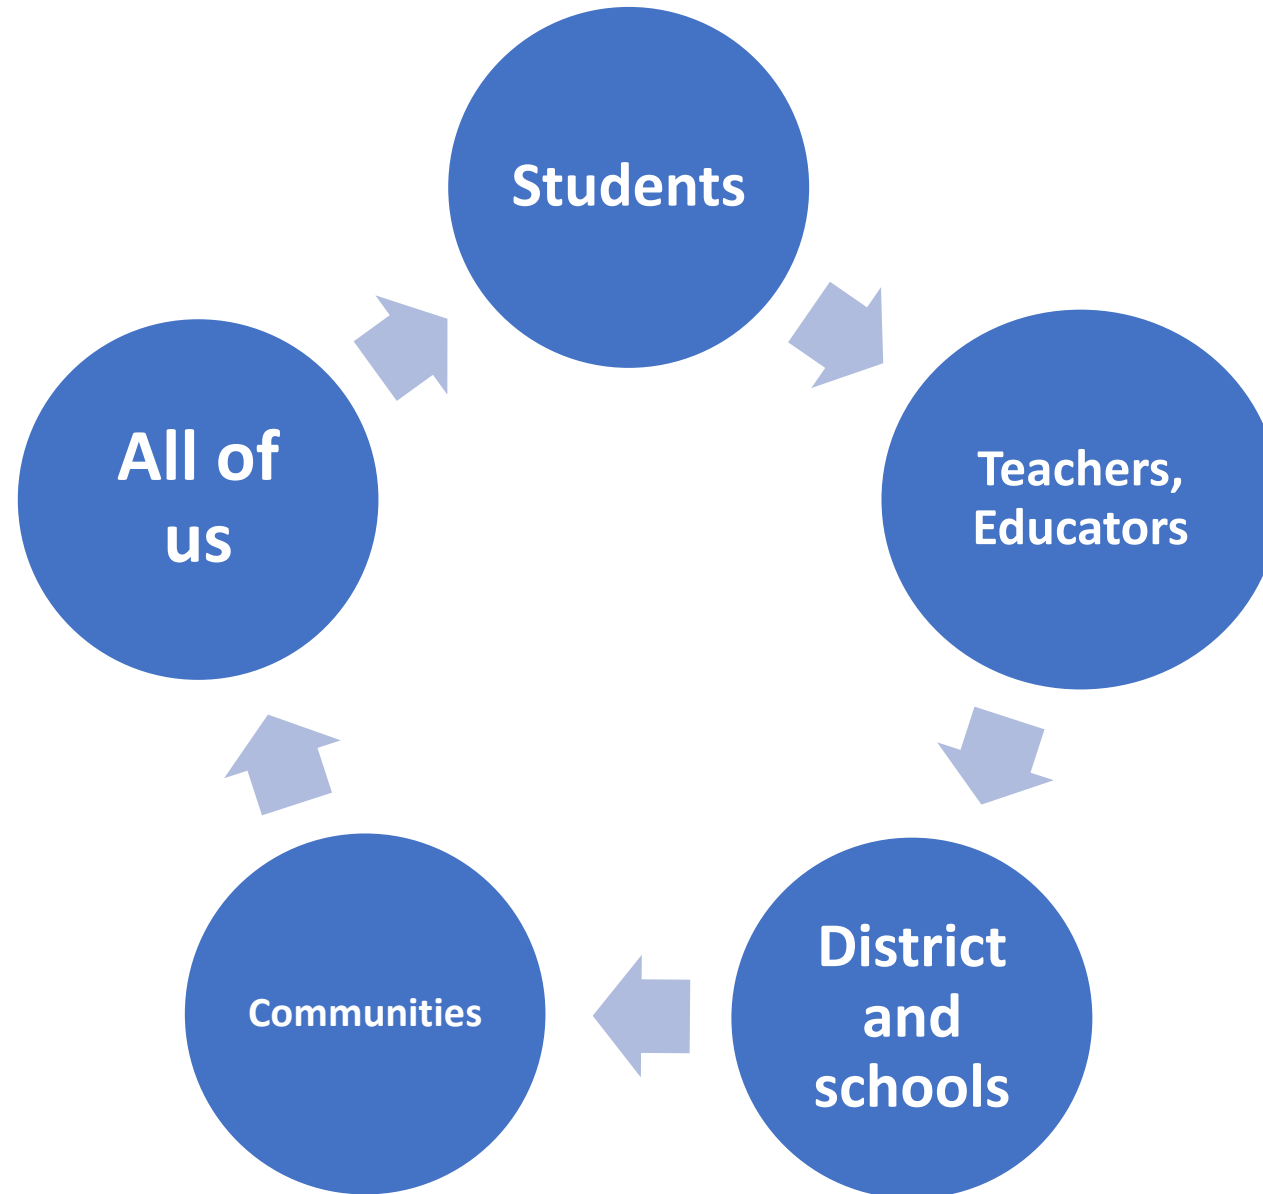 Students
Teachers,
Educators
District
and
schools
Communities
All of
us